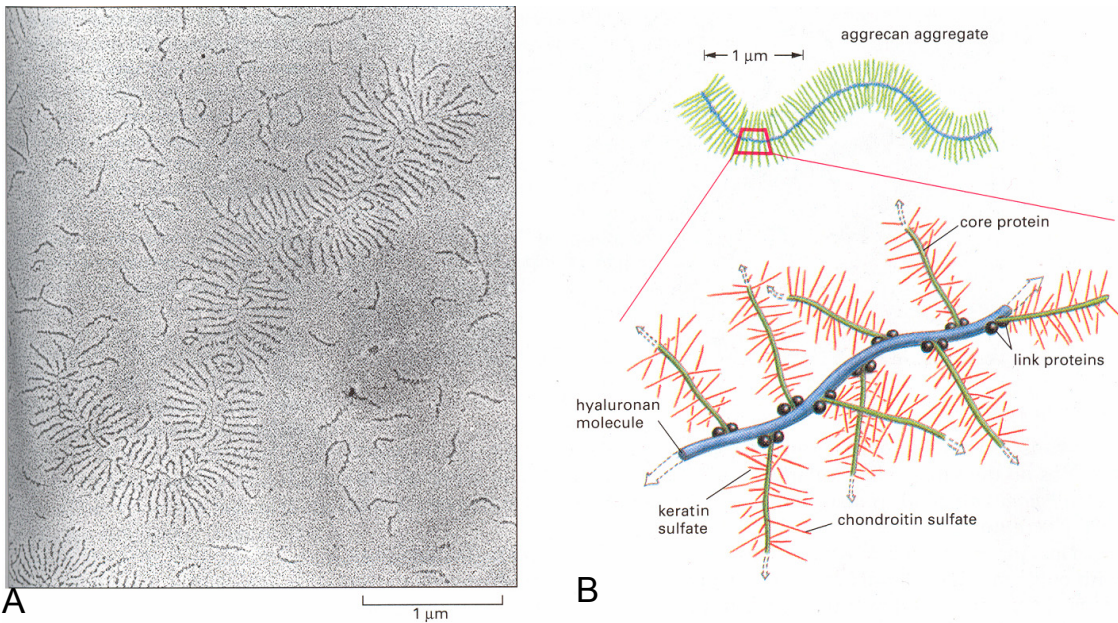 A
1 µm
B
aggrecan aggregate
1 µm
core protein
link proteins
hyaluronan
molecule
keratin
sulfate
chondroitin sulfate